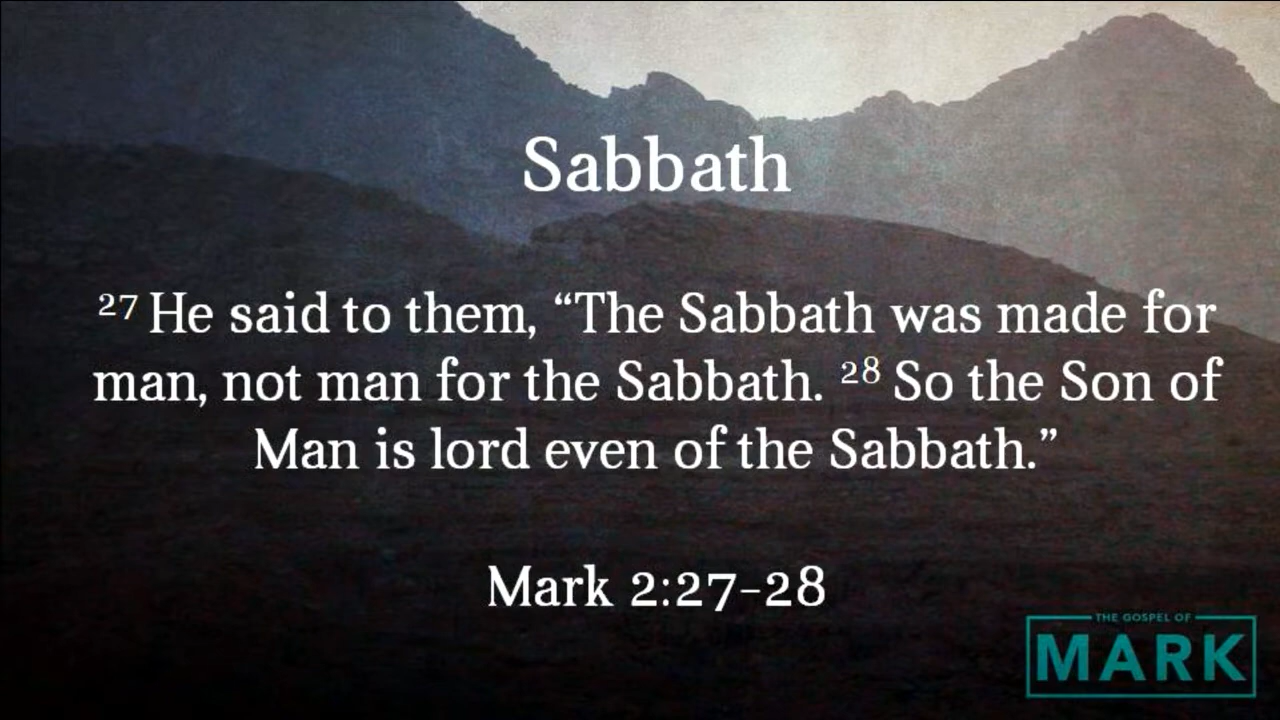 Sabbath
27 He said to them, “The Sabbath was made for
man, not man for the Sabbath. 28 So the Son of
Man is lord even of the Sabbath.”
Mark 2:27–28
THE GOSPEL OF
MARK